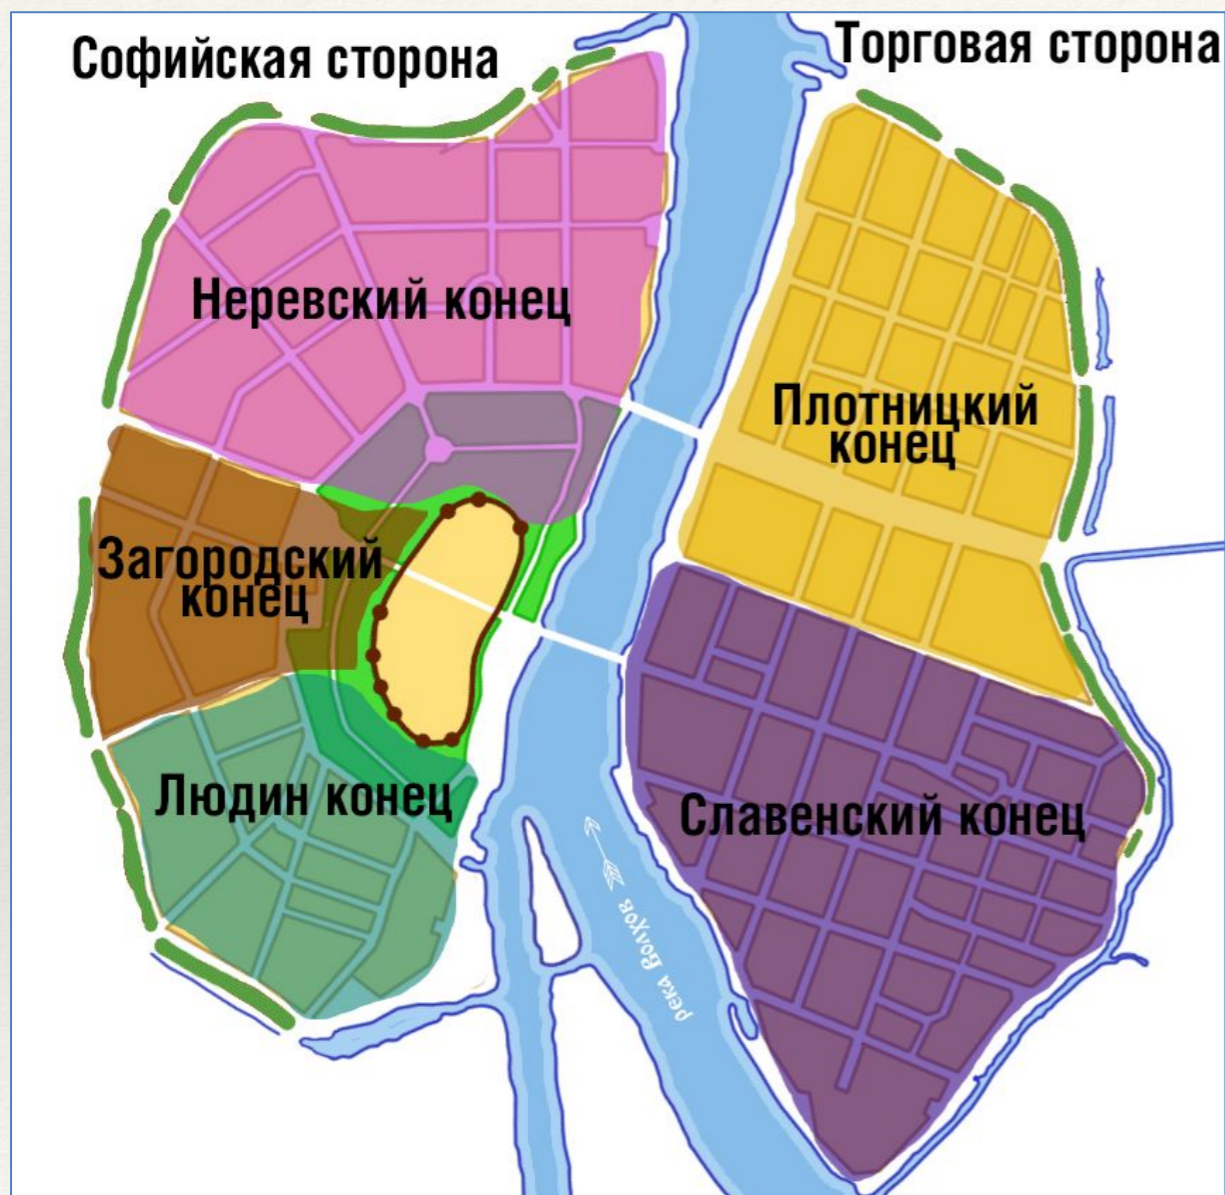 Софийская сторона
Торговая сторона
Неревский конец
Плотницкий
конец
Загородский
конец
Людин конец
Славенский конец
река Волхов